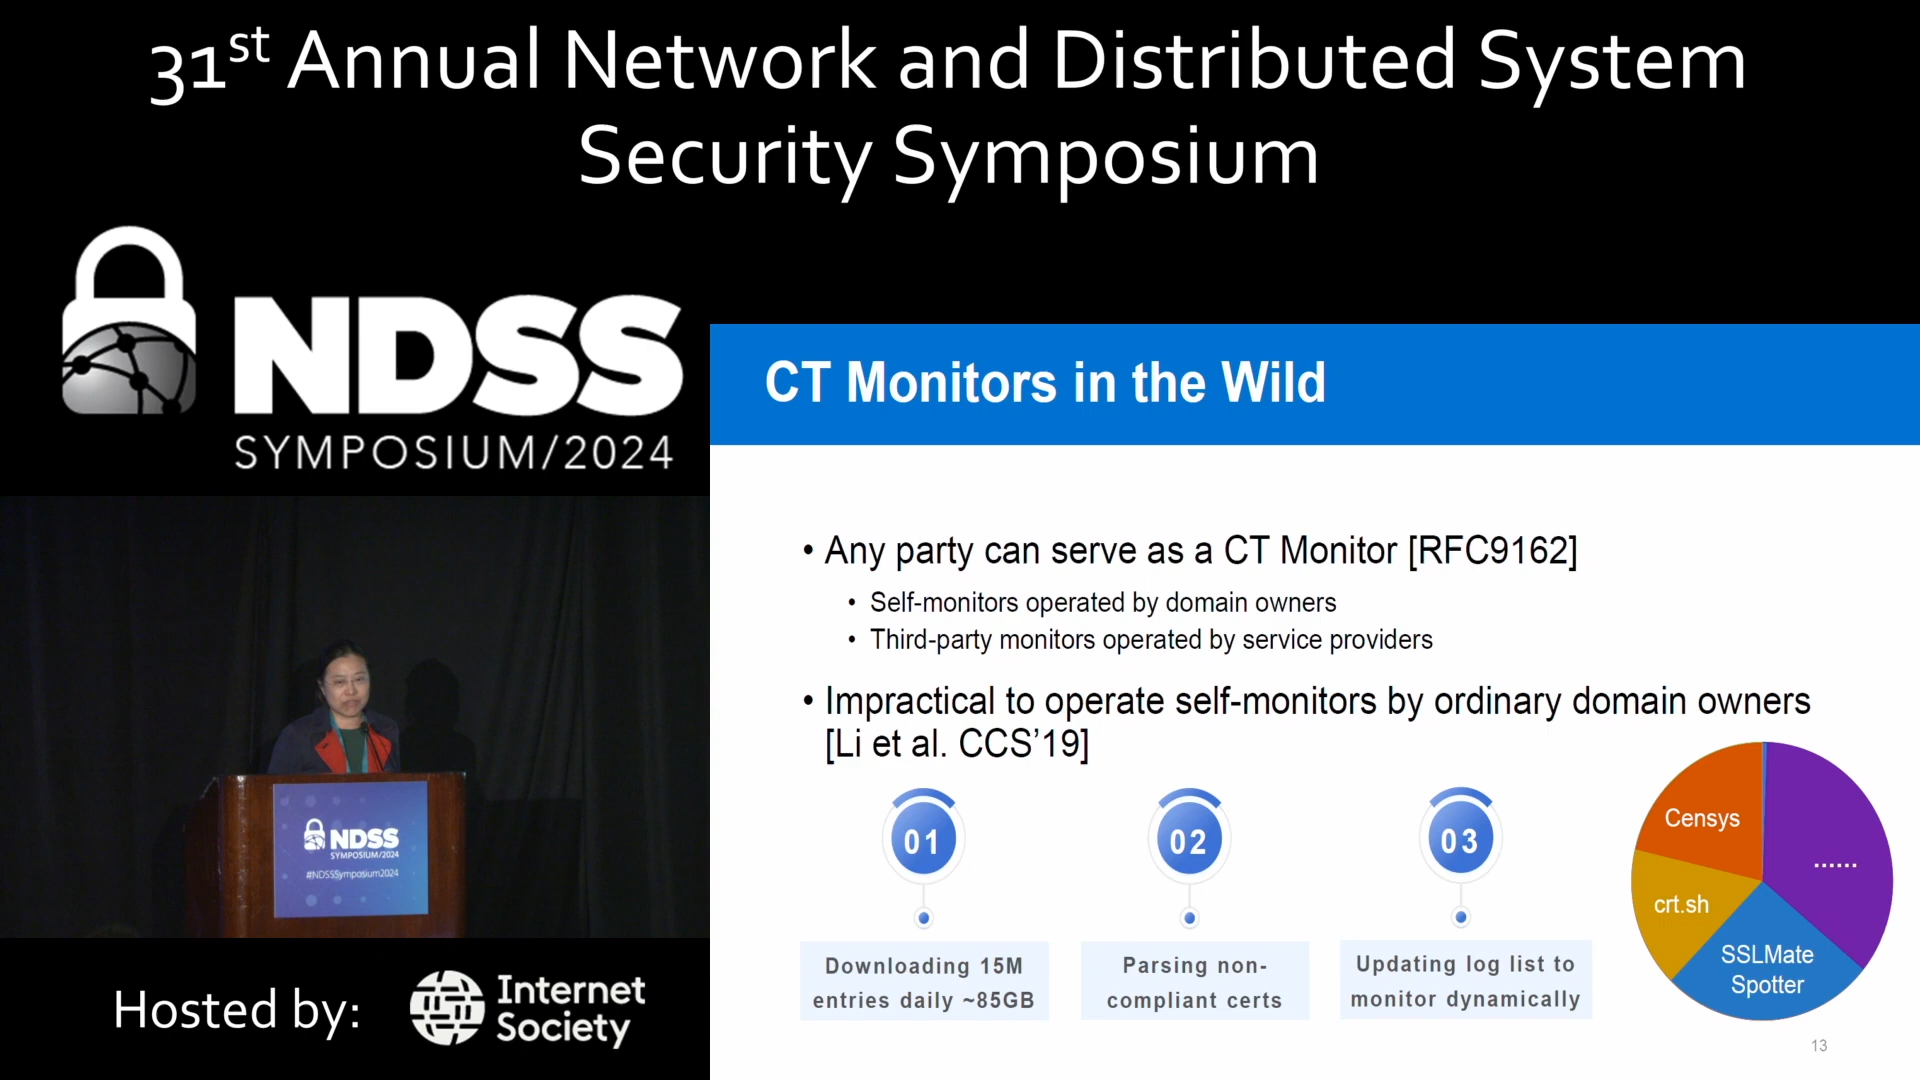 31st Annual Network and Distributed System
Security Symposium
NDSS
SYMPOSIUM/2024
CT Monitors in the Wild
• Any party can serve as a CT Monitor [RFC9162]
• Self-monitors operated by domain owners
• Third-party monitors operated by service providers
• Impractical to operate self-monitors by ordinary domain owners
[Li et al. CCS’19]
01
Downloading 15M
entries daily ~85GB
02
Parsing non-
compliant certs
03
Updating log list to
monitor dynamically
Censys
crt.sh
SSLMate
Spotter
......
13
NDSS
SYMPOSIUM/2024
#NDSSSymposium2024
Hosted by:
Internet
Society